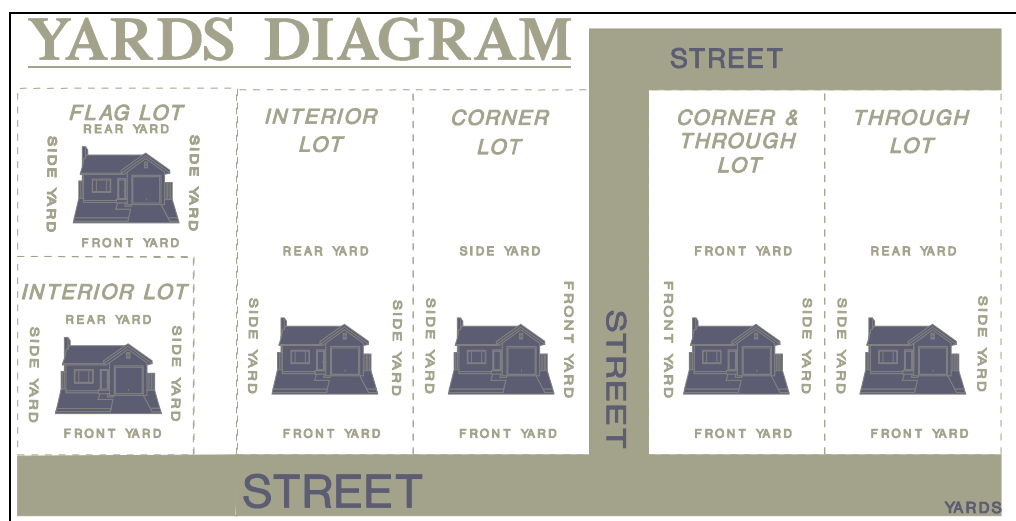 YARDS DIAGRAM
STREET
FLAG LOT
REAR YARD
SIDE YARD
SIDE YARD
FRONT YARD
INTERIOR LOT
REAR YARD
SIDE YARD
SIDE YARD
FRONT YARD
INTERIOR
LOT
REAR YARD
SIDE YARD
SIDE YARD
FRONT YARD
CORNER
LOT
SIDE YARD
SIDE YARD
FRONT YARD
FRONT YARD
STREET
CORNER &
THROUGH
LOT
FRONT YARD
FRONT YARD
SIDE YARD
FRONT YARD
THROUGH
LOT
REAR YARD
SIDE YARD
SIDE YARD
FRONT YARD
STREET
YARDS